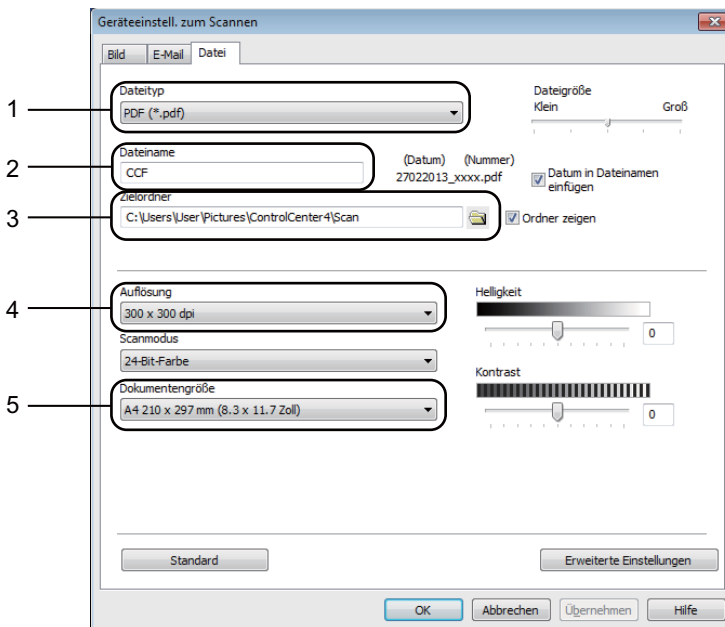 Geräteeinstell. zum Scannen
Bild E-Mail Datei
1 Dateityp
PDF (*.pdf)
Dateigröße
Klein Groß
2 Dateiname
CCF
(Datum) (Nummer)
27022013_xxxx.pdf
Datum in Dateinamen
einfügen
3 Zielordner
C:\Users\User\Pictures\ControlCenter4\Scan
Ordner zeigen
4 Auflösung
300 x 300 dpi
Scanmodus
24-Bit-Farbe
5 Dokumentengröße
A4 210 x 297 mm (8.3 x 11.7 Zoll)
Helligkeit
0
Kontrast
0
Standard Erweiterte Einstellungen
OK Abbrechen Übernehmen Hilfe